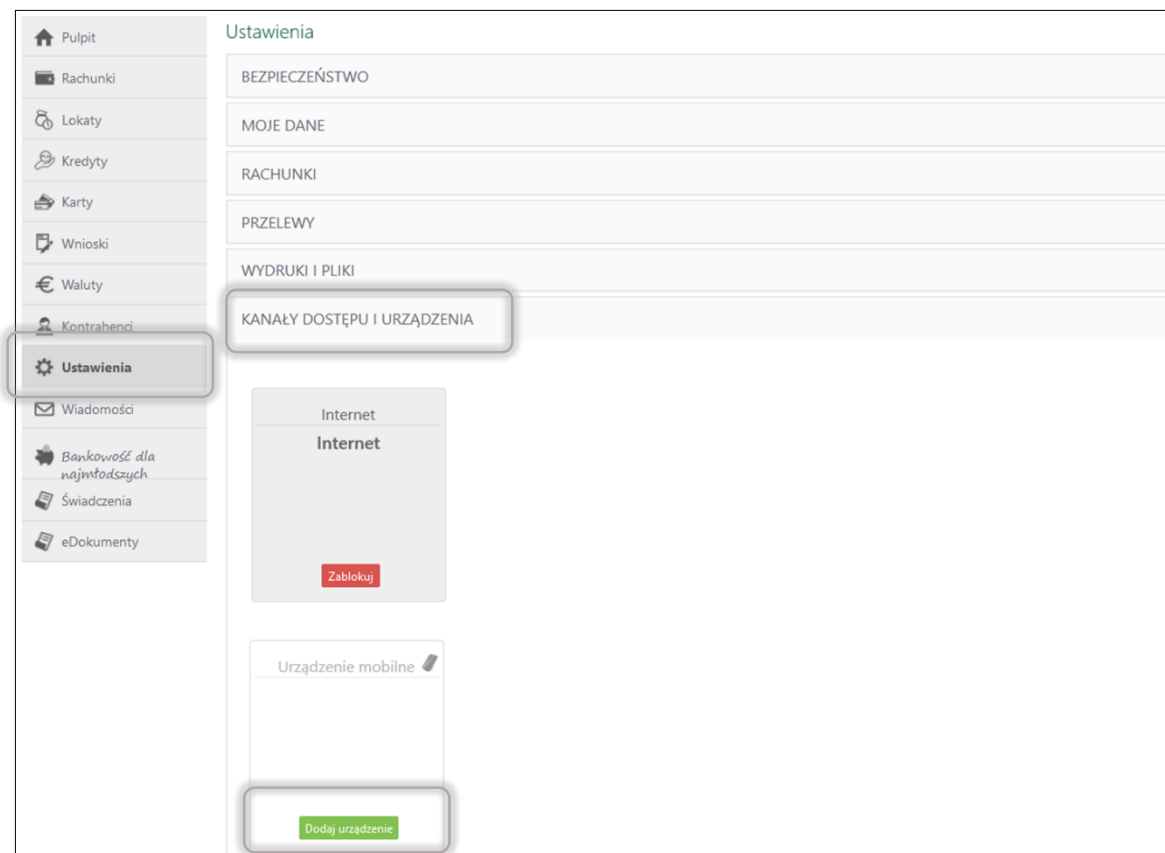 Pulpit
Rachunki
Lokaty
Kredyty
Karty
Wnioski
Waluty
Kontrahenci
Ustawienia
Wiadomości
Bankowość dla
najmłodszych
Świadczenia
eDokumenty
Ustawienia
BEZPIECZEŃSTWO
MOJE DANE
RACHUNKI
PRZELEWY
WYDRUKI I PLIKI
KANAŁY DOSTĘPU I URZĄDZENIA
Internet
Internet
Zablokuj
Urządzenie mobilne
Dodaj urządzenie